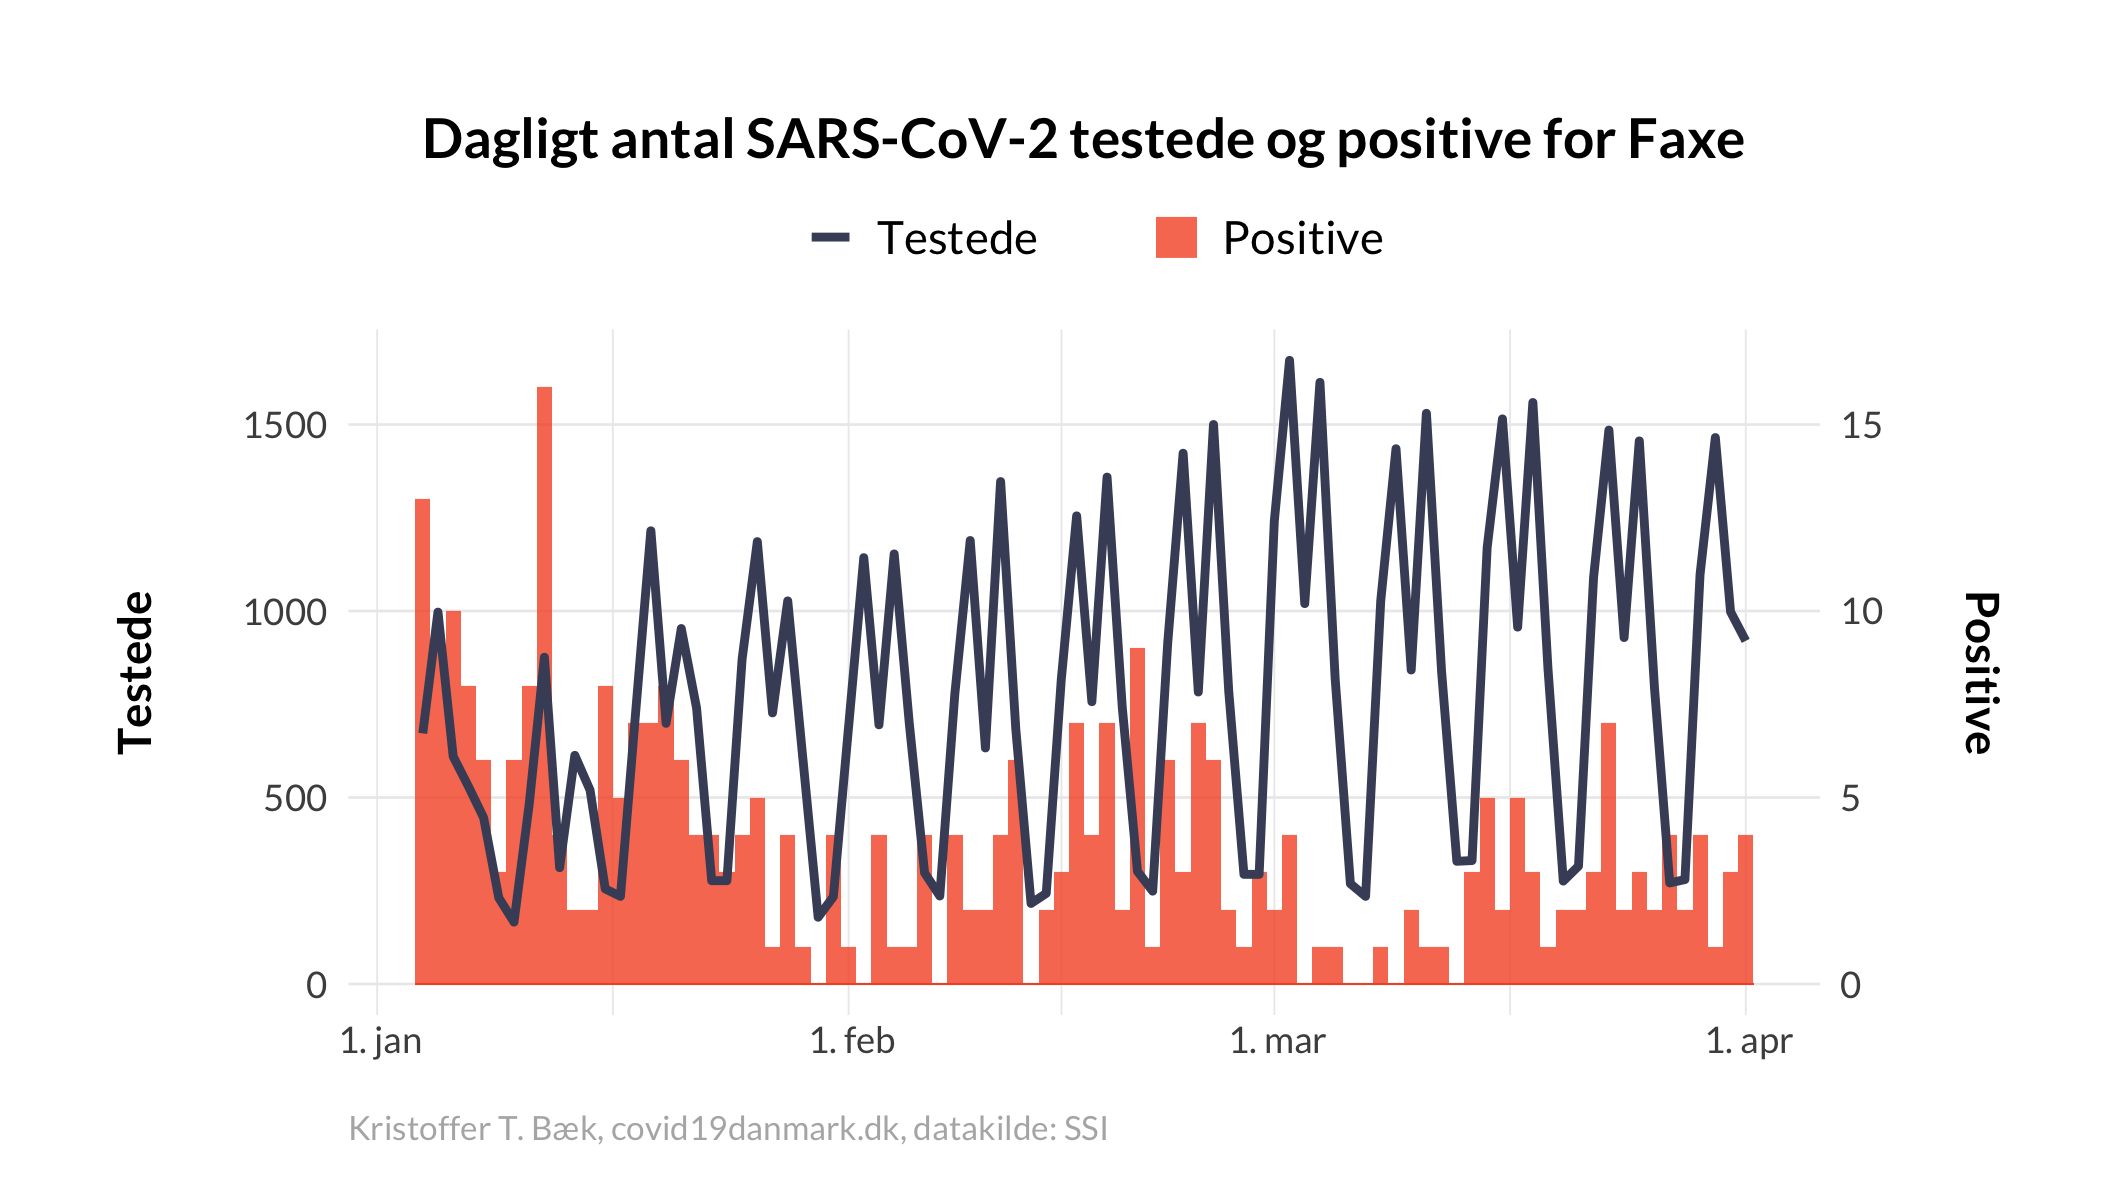 Dagligt antal SARS-CoV-2 testede og positive for Faxe
Testede
Positive
1500
1000
500
0
15
10
5
0
Testede
Positive
1. jan
1. feb
1. mar
1. apr
Kristoffer T. Bæk, covid19danmark.dk, datakilde: SSI